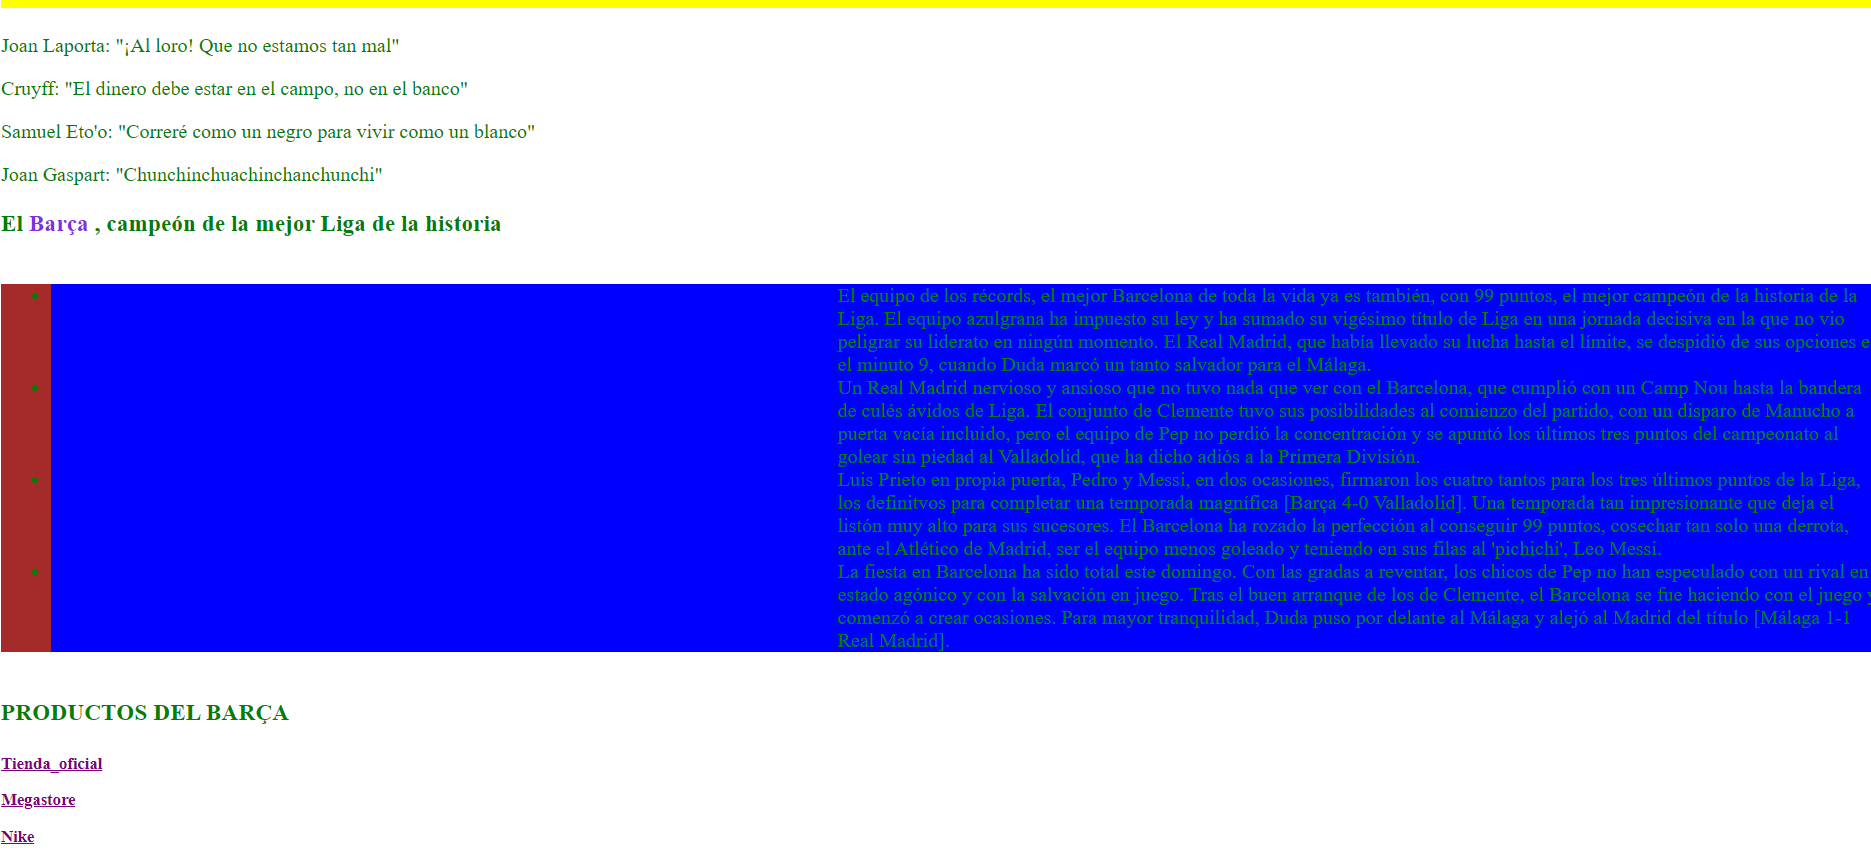 Joan Laporta: "¡Al loro! Que no estamos tan mal"
Cruyff: "El dinero debe estar en el campo, no en el banco"
Samuel Eto'o: "Correré como un negro para vivir como un blanco"
Joan Gaspart: "Chunchinchuachinchanchunchi"
El Barça , campeón de la mejor Liga de la historia
El equipo de los récords, el mejor Barcelona de toda la vida ya es también, con 99 puntos, el mejor campeón de la historia de la
Liga. El equipo azulgrana ha impuesto su ley y ha sumado su vigésimo título de Liga en una jornada decisiva en la que no vio
peligrar su liderato en ningún momento. El Real Madrid, que había llevado su lucha hasta el límite, se despidió de sus opciones e
el minuto 9, cuando Duda marcó un tanto salvador para el Málaga.
Un Real Madrid nervioso y ansioso que no tuvo nada que ver con el Barcelona, que cumplió con un Camp Nou hasta la bandera
de culés ávidos de Liga. El conjunto de Clemente tuvo sus posibilidades al comienzo del partido, con un disparo de Manucho a
puerta vacía incluido, pero el equipo de Pep no perdió la concentración y se apuntó los últimos tres puntos del campeonato al
golear sin piedad al Valladolid, que ha dicho adiós a la Primera División.
Luis Prieto en propia puerta, Pedro y Messi, en dos ocasiones, firmaron los cuatro tantos para los tres últimos puntos de la Liga,
los definitvos para completar una temporada magnífica [Barça 4-0 Valladolid]. Una temporada tan impresionante que deja el
listón muy alto para sus sucesores. El Barcelona ha rozado la perfección al conseguir 99 puntos, cosechar tan solo una derrota,
ante el Atlético de Madrid, ser el equipo menos goleado y teniendo en sus filas al 'pichichi', Leo Messi.
La fiesta en Barcelona ha sido total este domingo. Con las gradas a reventar, los chicos de Pep no han especulado con un rival en
estado agónico y con la salvación en juego. Tras el buen arranque de los de Clemente, el Barcelona se fue haciendo con el juego y
comenzó a crear ocasiones. Para mayor tranquilidad, Duda puso por delante al Málaga y alejó al Madrid del título [Málaga 1-1
Real Madrid].
PRODUCTOS DEL BARÇA
Tienda_oficial
Megastore
Nike